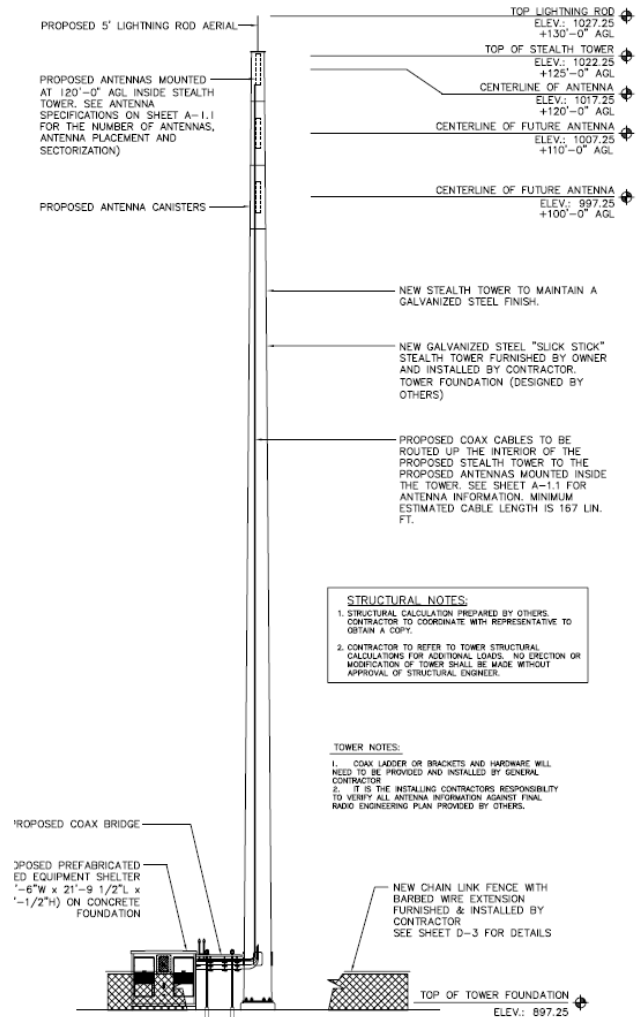 PROPOSED 5' LIGHTNING ROD AERIAL
TOP LIGHTNING ROD
ELEV.: 1027.25
+130'-0" AGL
TOP OF STEALTH TOWER
ELEV.: 1022.25
+125'-0" AGL
PROPOSED ANTENNAS MOUNTED
AT 120'-0" AGL INSIDE STEALTH
TOWER. SEE ANTENNA
SPECIFICATIONS ON SHEET A-1.1
FOR THE NUMBER OF ANTENNAS,
ANTENNA PLACEMENT AND
SECTORIZATION)
CENTERLINE OF ANTENNA
ELEV.: 1017.25
+120'-0" AGL
CENTERLINE OF FUTURE ANTENNA
ELEV.: 1007.25
+110'-0" AGL
PROPOSED ANTENNA CANISTERS
CENTERLINE OF FUTURE ANTENNA
ELEV.: 997.25
+100'-0" AGL
NEW STEALTH TOWER TO MAINTAIN A
GALVANIZED STEEL FINISH.
NEW GALVANIZED STEEL "SLICK STICK"
STEALTH TOWER FURNISHED BY OWNER
AND INSTALLED BY CONTRACTOR.
TOWER FOUNDATION (DESIGNED BY
OTHERS)
PROPOSED COAX CABLES TO BE
ROUTED UP THE INTERIOR OF THE
PROPOSED STEALTH TOWER TO THE
PROPOSED ANTENNAS MOUNTED INSIDE
THE TOWER. SEE SHEET A-1.1 FOR
ANTENNA INFORMATION. MINIMUM
ESTIMATED CABLE LENGTH IS 167 LIN.
FT.
STRUCTURAL NOTES:
1. STRUCTURAL CALCULATION PREPARED BY OTHERS.
CONTRACTOR TO COORDINATE WITH REPRESENTATIVE TO
OBTAIN A COPY.
2. CONTRACTOR TO REFER TO TOWER STRUCTURAL
CALCULATIONS FOR ADDITIONAL LOADS. NO ERECTION OR
MODIFICATION OF TOWER SHALL BE MADE WITHOUT
APPROVAL OF STRUCTURAL ENGINEER.
TOWER NOTES:
1. COAX LADDER OR BRACKETS AND HARDWARE WILL
NEED TO BE PROVIDED AND INSTALLED BY GENERAL
CONTRACTOR
2. IT IS THE INSTALLING CONTRACTORS RESPONSIBILITY
TO VERIFY ALL ANTENNA INFORMATION AGAINST FINAL
RADIO ENGINEERING PLAN PROVIDED BY OTHERS.
ROPOSED COAX BRIDGE
OPOSED PREFABRICATED
ED EQUIPMENT SHELTER
'-6"W x 21'-9 1/2"L x
'-1/2"H) ON CONCRETE
FOUNDATION
NEW CHAIN LINK FENCE WITH
BARBED WIRE EXTENSION
FURNISHED & INSTALLED BY
CONTRACTOR
SEE SHEET D-3 FOR DETAILS
TOP OF TOWER FOUNDATION
ELEV.: 897.25